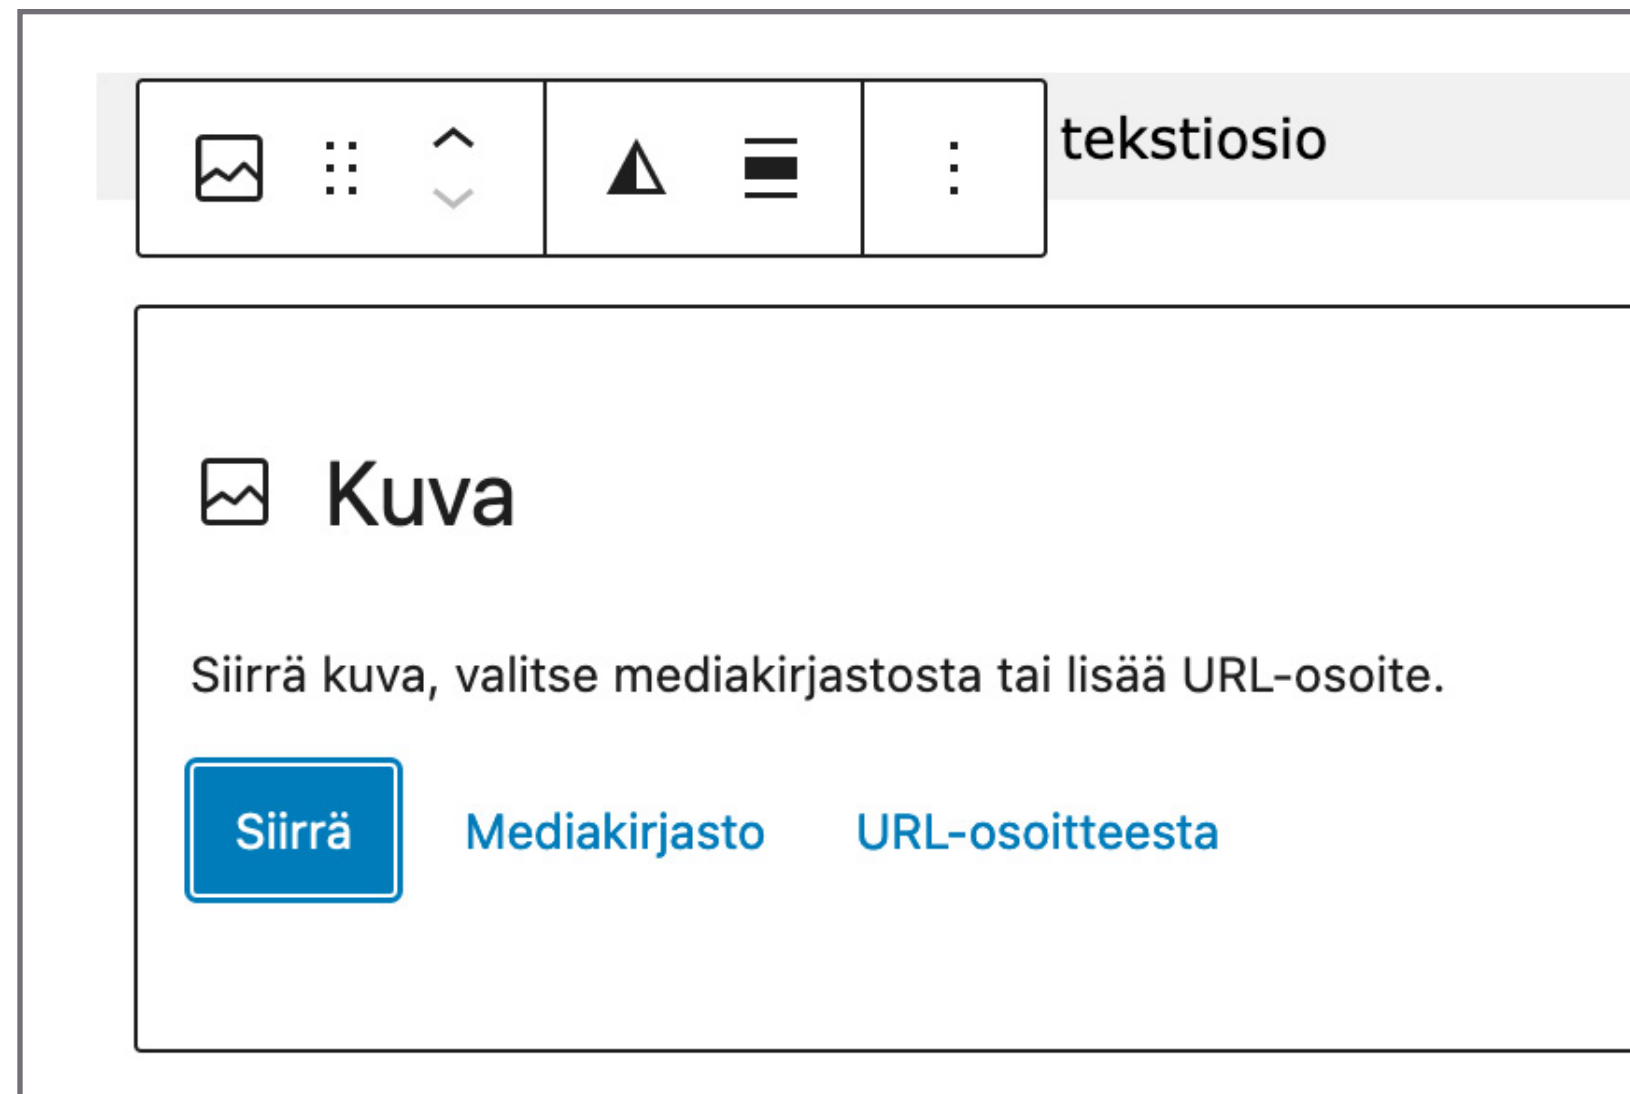 tekstiosio
Kuva
Siirrä kuva, valitse mediakirjastosta tai lisää URL-osoite.
Siirrä Mediakirjasto URL-osoitteesta